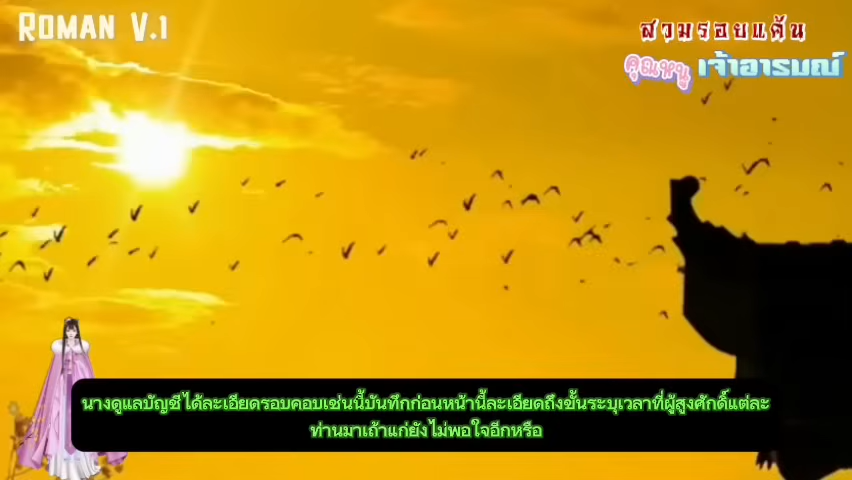 ROMAN V.1
สวมรอยแค้น
คุณหนู เจ้าอารมณ์
นางดูแลบัญชีได้ละเอียดรอบคอบเช่นนี้บันทึกก่อนหน้านี้ละเอียดถึงขั้นระบุเวลาที่ผู้สูงศักดิ์แต่ละ
ท่านมาเถ้าแก่ยังไม่พอใจอีกหรือ